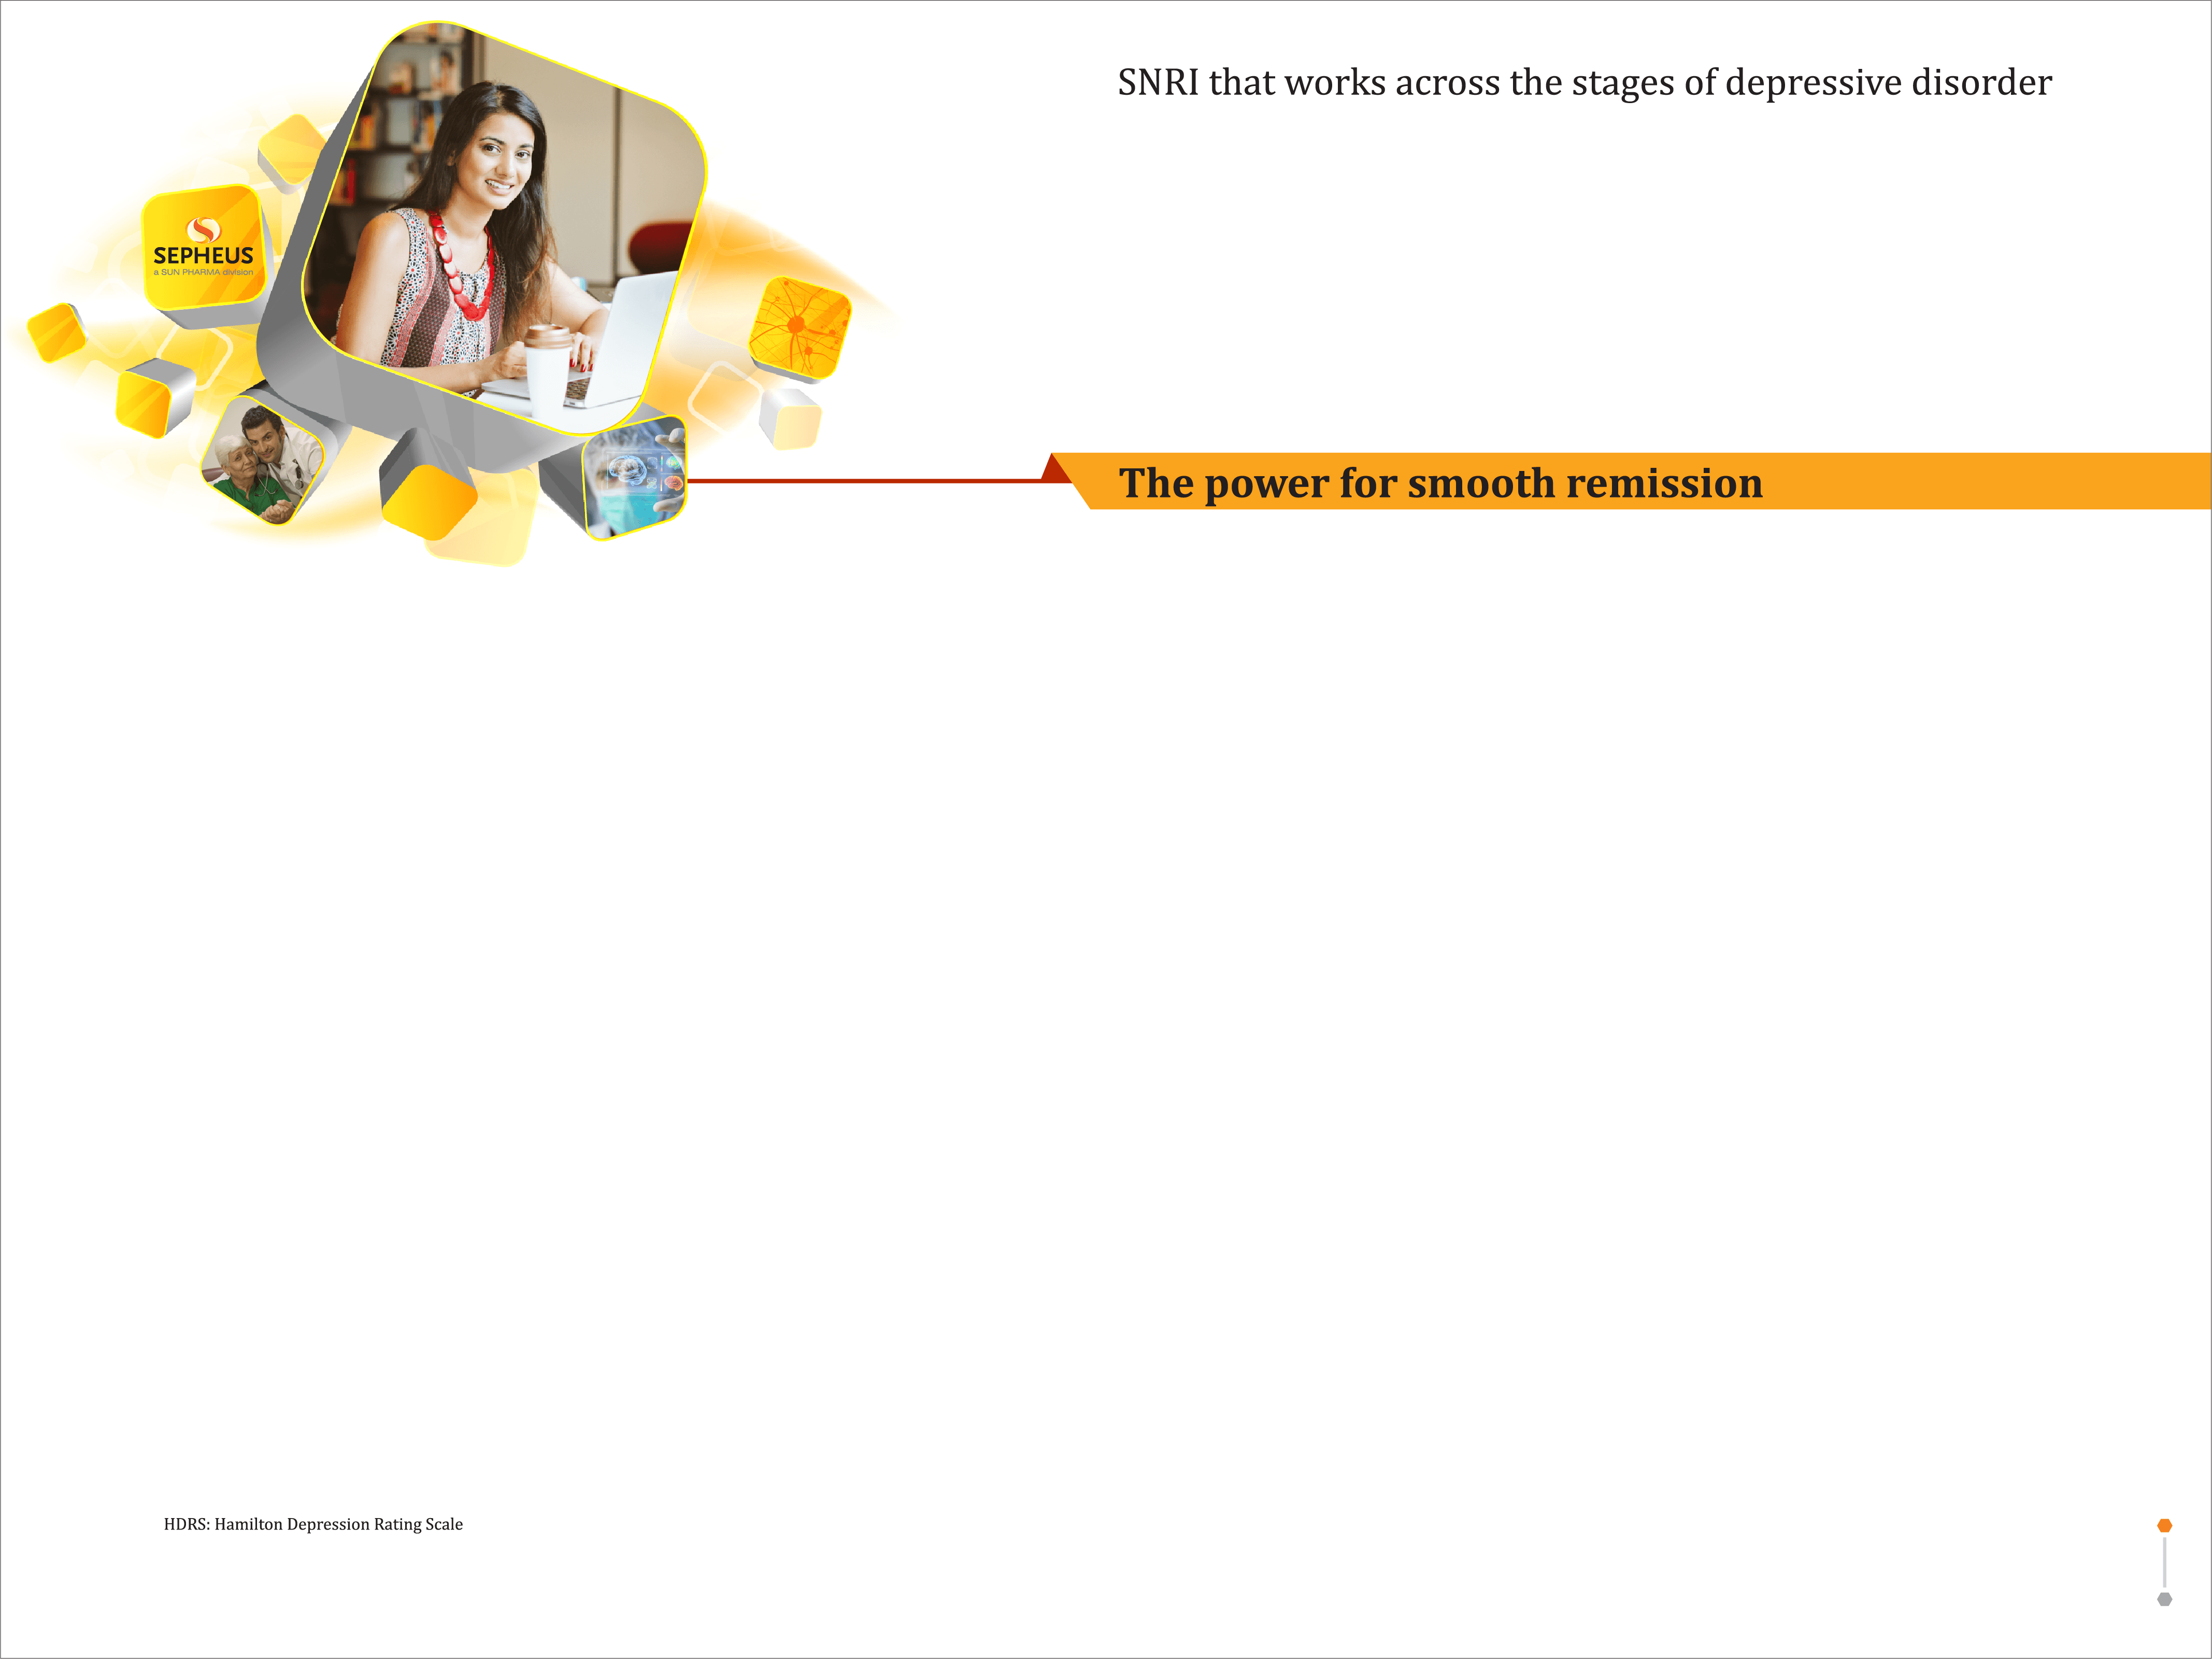 SNRI that works across the stages of depressive disorder
SEPHEUS
a SUN PHARMA division
The power for smooth remission
HDRS: Hamilton Depression Rating Scale